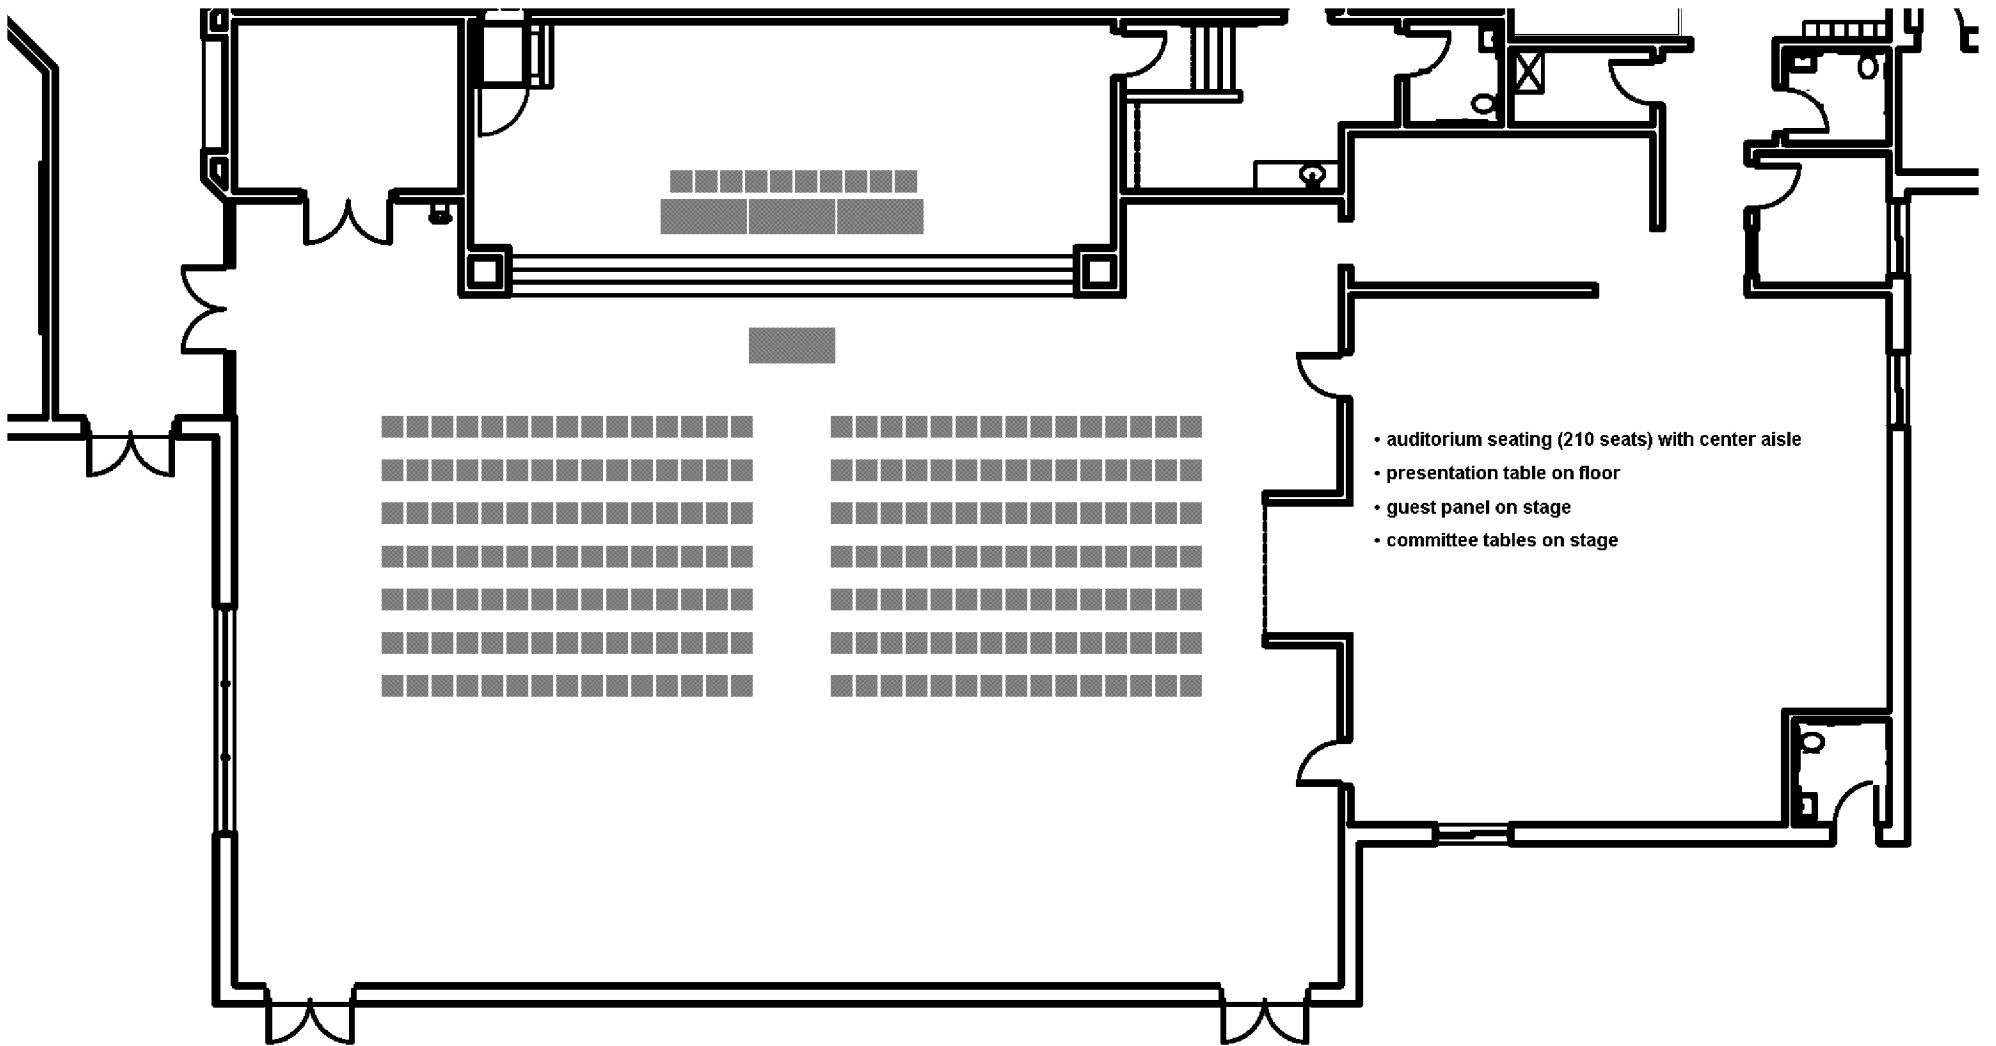 • auditorium seating (210 seats) with center aisle
• presentation table on floor
• guest panel on stage
• committee tables on stage